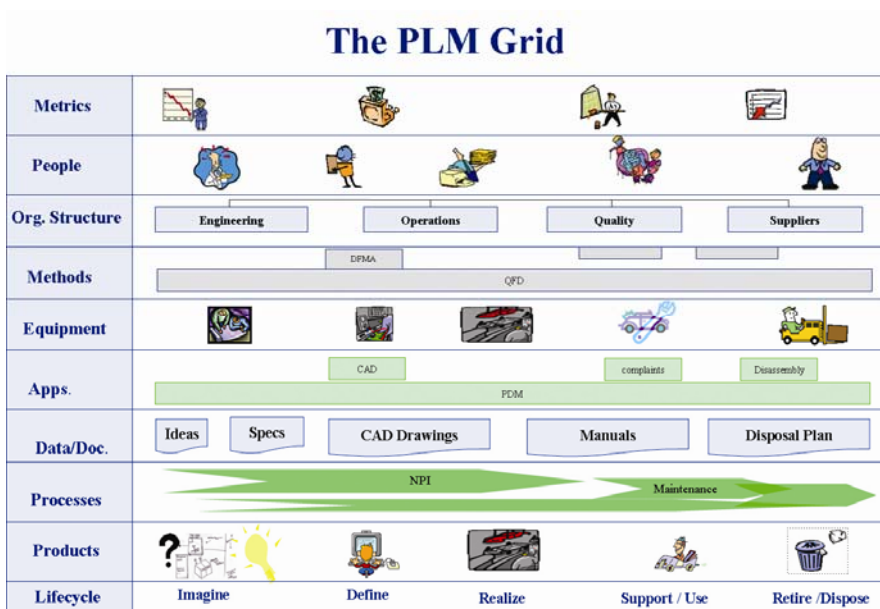 The PLM Grid
Metrics
People
Org. Structure
Engineering
Operations
Quality
Suppliers
Methods
DFMA
QFD
Equipment
Apps.
CAD
complaints
Disassembly
PDM
Data/Doc.
Ideas
Specs
CAD Drawings
Manuals
Disposal Plan
Processes
NPI
Maintenance
Products
?
Lifecycle
Imagine
Define
Realize
Support / Use
Retire /Dispose